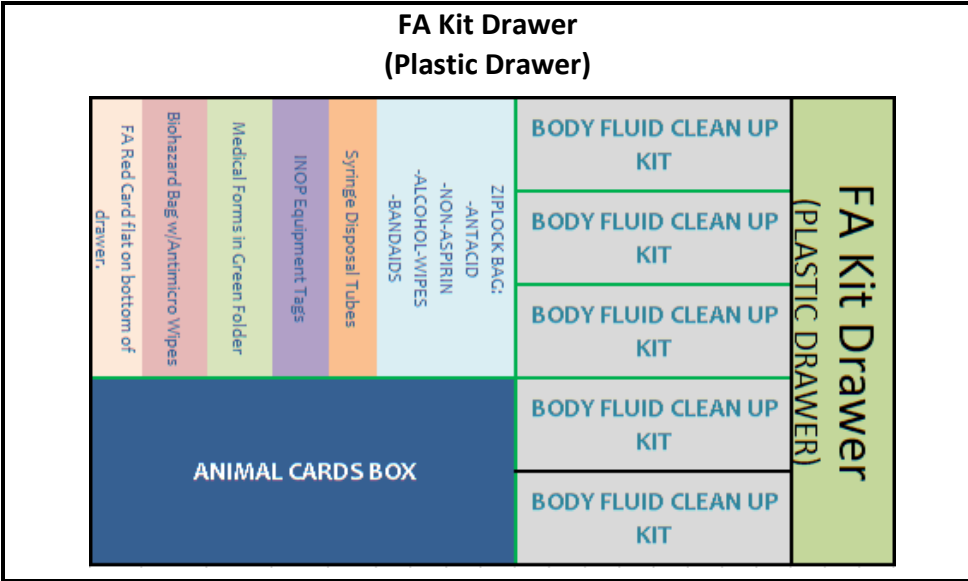 FA Kit Drawer
(Plastic Drawer)
FA Red Card flat on bottom of
drawer.
Biohazard Bag w/Antimicro Wipes
Medical Forms in Green Folder
INOP Equipment Tags
Syringe Disposal Tubes
ZIPLOCK BAG:
-ANTACID
-NON-ASPIRIN
-ALCOHOL-WIPES
-BANDAIDS
BODY FLUID CLEAN UP
KIT
BODY FLUID CLEAN UP
KIT
BODY FLUID CLEAN UP
KIT
BODY FLUID CLEAN UP
KIT
BODY FLUID CLEAN UP
KIT
ANIMAL CARDS BOX
FA Kit Drawer
(PLASTIC DRAWER)